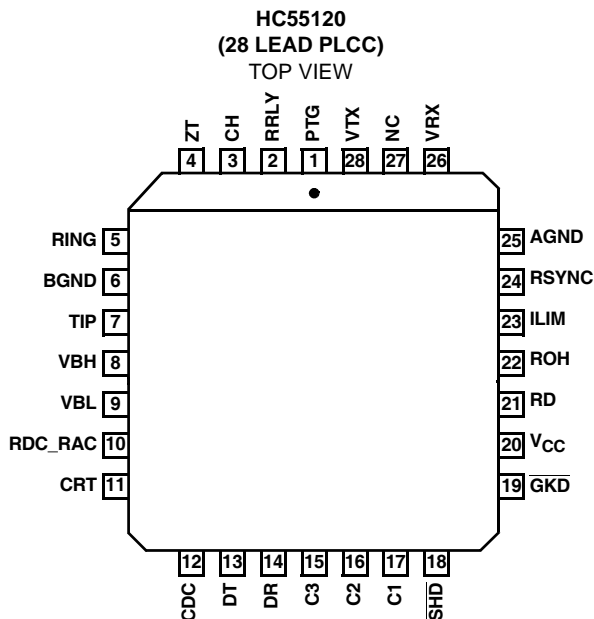 HC55120
(28 LEAD PLCC)
TOP VIEW
ZT
CH
RRLY
PTG
VTX
NC
VRX
4
3
2
1
28
27
26
RING 5
BGND 6
TIP 7
VBH 8
VBL 9
RDC_RAC 10
CRT 11
25 AGND
24 RSYNC
23 ILIM
22 ROH
21 RD
20 VCC
19 GKD
12
13
14
15
16
17
18
CDC
DT
DR
C3
C2
C1
SHD